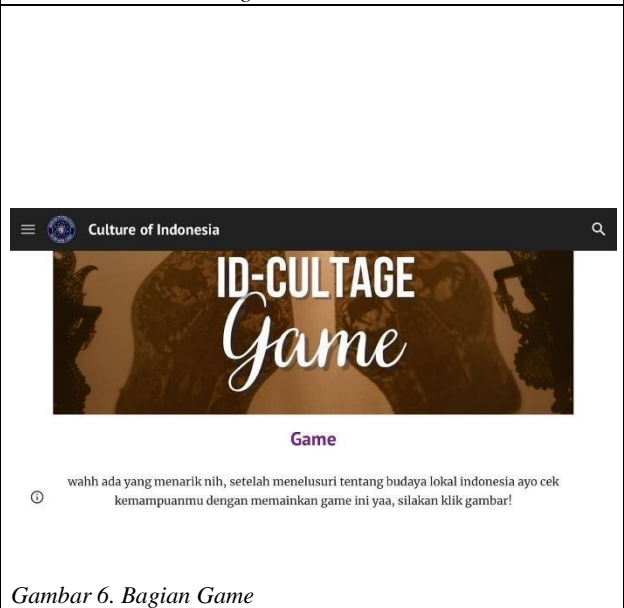 Culture of Indonesia
ID-CULTAGE
Game
Game
wahh ada yang menarik nih, setelah menelusuri tentang budaya lokal indonesia ayo cek
kemampuanmu dengan memainkan game ini yaa, silakan klik gambar!
Gambar 6. Bagian Game